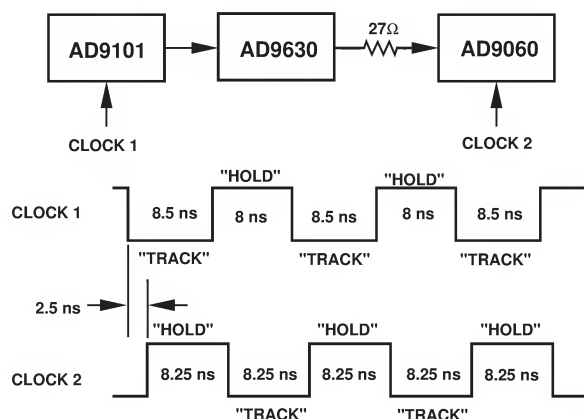 27Ω
AD9101 AD9630 AD9060
CLOCK 1 CLOCK 2
"HOLD" "HOLD"
CLOCK 1 8.5 ns 8 ns 8.5 ns 8 ns 8.5 ns
"TRACK" "TRACK" "TRACK"
2.5 ns
"HOLD" "HOLD" "HOLD"
CLOCK 2 8.25 ns 8.25 ns 8.25 ns 8.25 ns 8.25 ns
"TRACK" "TRACK"